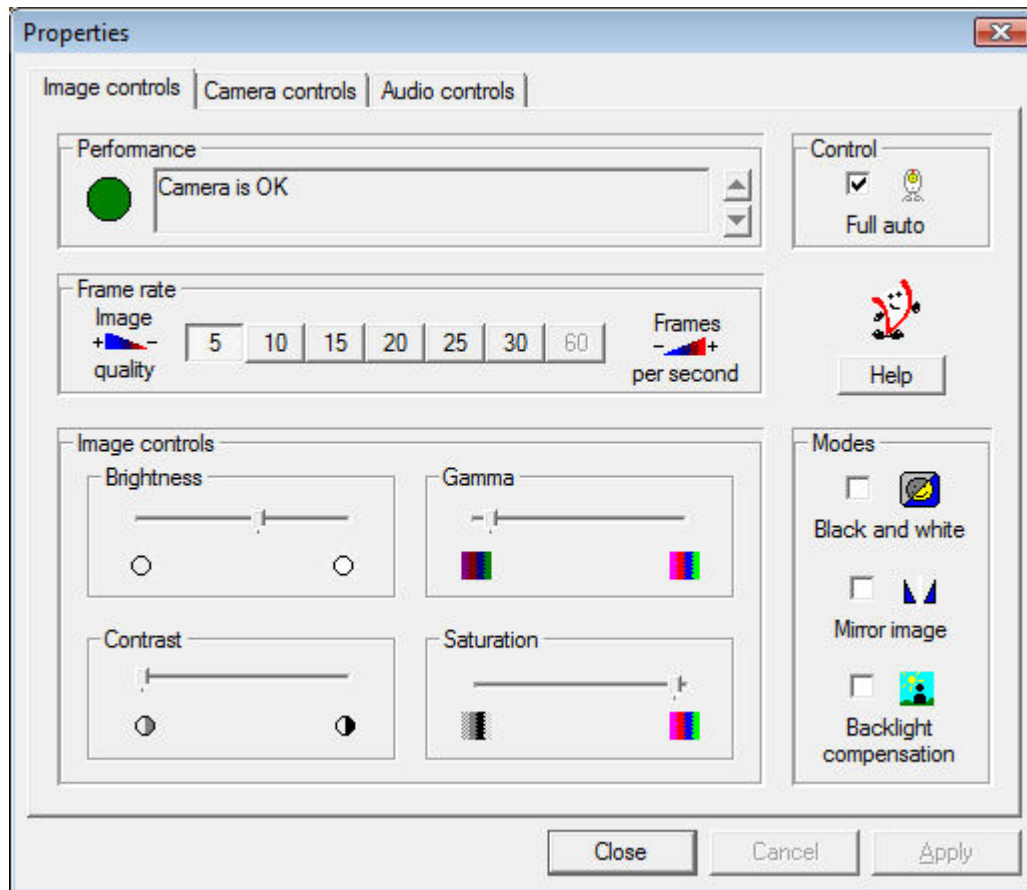 Properties
Image controls
Camera controls
Audio controls
Performance
Camera is OK
Control
Full auto
Frame rate
Image
+ -
quality
5
10
15
20
25
30
60
Frames
- +
per second
Help
Image controls
Brightness
Gamma
Contrast
Saturation
Modes
Black and white
Mirror image
Backlight
compensation
Close
Cancel
Apply